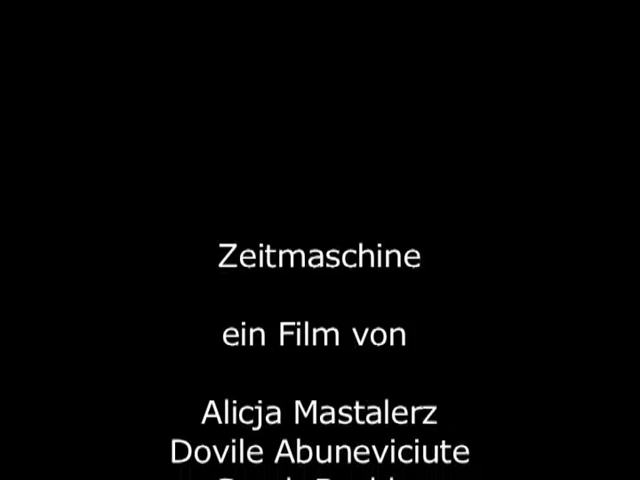 Zeitmaschine
ein Film von
Alicja Mastalerz
Dovile Abuneviciute